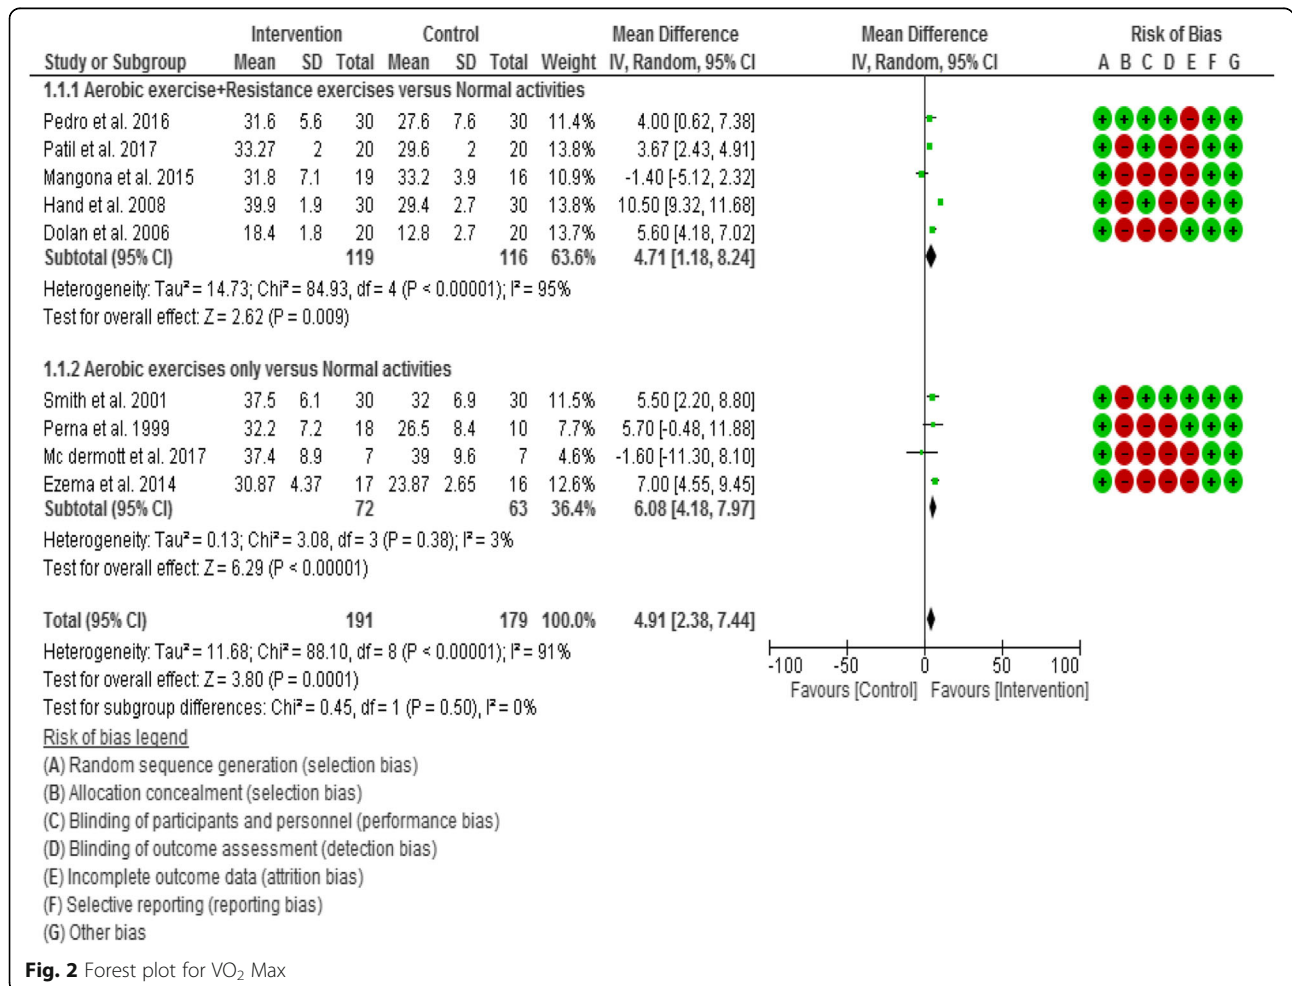 Intervention Control Mean Difference Mean Difference Risk of Bias
Study or Subgroup Mean SD Total Mean SD Total Weight IV, Random, 95% CI IV, Random, 95% CI A B C D E F G
1.1.1 Aerobic exercise+Resistance exercises versus Normal activities
Pedro et al. 2016 31.6 5.6 30 27.6 7.6 30 11.4% 4.00 [0.62, 7.38] + + + + - + +
Patil et al. 2017 33.27 2 20 29.6 2 20 13.8% 3.67 [2.43, 4.91] + - + - - + +
Mangona et al. 2015 31.8 7.1 19 33.2 3.9 16 10.9% -1.40 [-5.12, 2.32] + - - - - + +
Hand et al. 2008 39.9 1.9 30 29.4 2.7 30 13.8% 10.50 [9.32, 11.68] + - + - - + +
Dolan et al. 2006 18.4 1.8 20 12.8 2.7 20 13.7% 5.60 [4.18, 7.02] + - - - + + +
Subtotal (95% CI) 119 116 63.6% 4.71 [1.18, 8.24]
Heterogeneity: Tau² = 14.73; Chi² = 84.93, df = 4 (P < 0.00001); I² = 95%
Test for overall effect: Z = 2.62 (P = 0.009)
1.1.2 Aerobic exercises only versus Normal activities
Smith et al. 2001 37.5 6.1 30 32 6.9 30 11.5% 5.50 [2.20, 8.80] + - + + + + +
Perna et al. 1999 32.2 7.2 18 26.5 8.4 10 7.7% 5.70 [-0.48, 11.88] + - - - + + +
Mc dermott et al. 2017 37.4 8.9 7 39 9.6 7 4.6% -1.60 [-11.30, 8.10] + - - - - + +
Ezema et al. 2014 30.87 4.37 17 23.87 2.65 16 12.6% 7.00 [4.55, 9.45] + - - - - + +
Subtotal (95% CI) 72 63 36.4% 6.08 [4.18, 7.97]
Heterogeneity: Tau² = 0.13; Chi² = 3.08, df = 3 (P = 0.38); I² = 3%
Test for overall effect: Z = 6.29 (P < 0.00001)
Total (95% CI) 191 179 100.0% 4.91 [2.38, 7.44]
Heterogeneity: Tau² = 11.68; Chi² = 88.10, df = 8 (P < 0.00001); I² = 91%
Test for overall effect: Z = 3.80 (P = 0.0001)
Test for subgroup differences: Chi² = 0.45, df = 1 (P = 0.50), I² = 0%
-100 -50 0 50 100
Favours [Control] Favours [Intervention]
Risk of bias legend
(A) Random sequence generation (selection bias)
(B) Allocation concealment (selection bias)
(C) Blinding of participants and personnel (performance bias)
(D) Blinding of outcome assessment (detection bias)
(E) Incomplete outcome data (attrition bias)
(F) Selective reporting (reporting bias)
(G) Other bias
Fig. 2 Forest plot for VO₂ Max